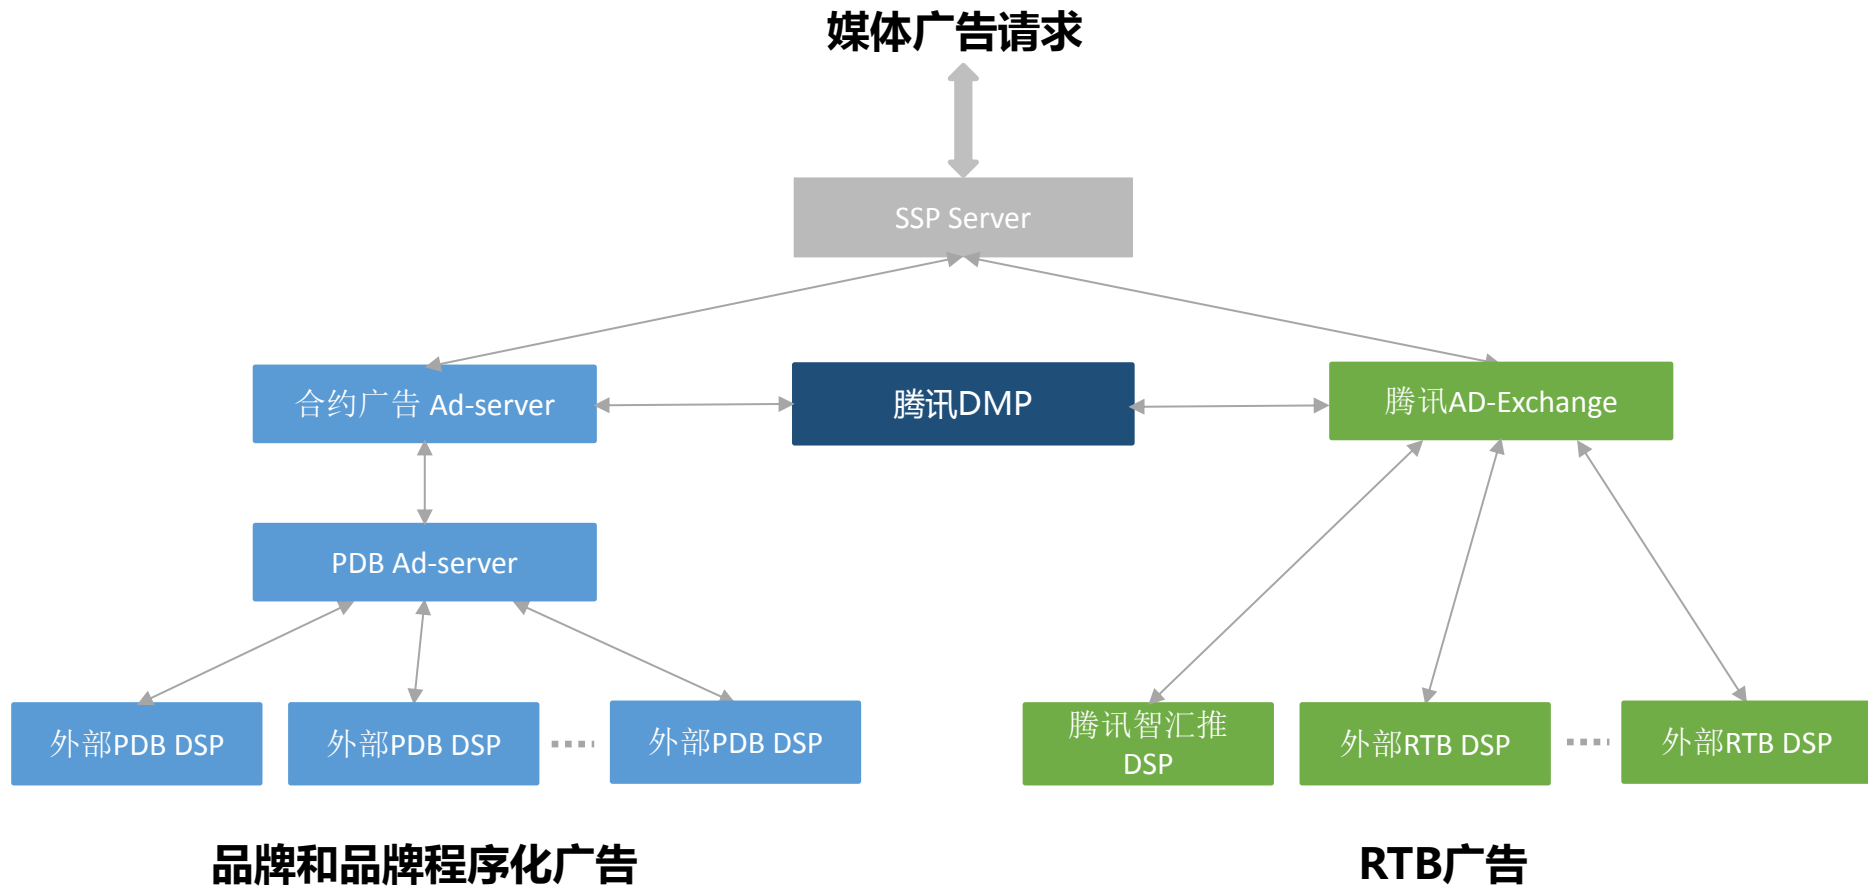 媒体广告请求
SSP Server
合约广告 Ad-server
腾讯DMP
腾讯AD-Exchange
PDB Ad-server
外部PDB DSP
外部PDB DSP
外部PDB DSP
腾讯智汇推
DSP
外部RTB DSP
外部RTB DSP
品牌和品牌程序化广告
RTB广告